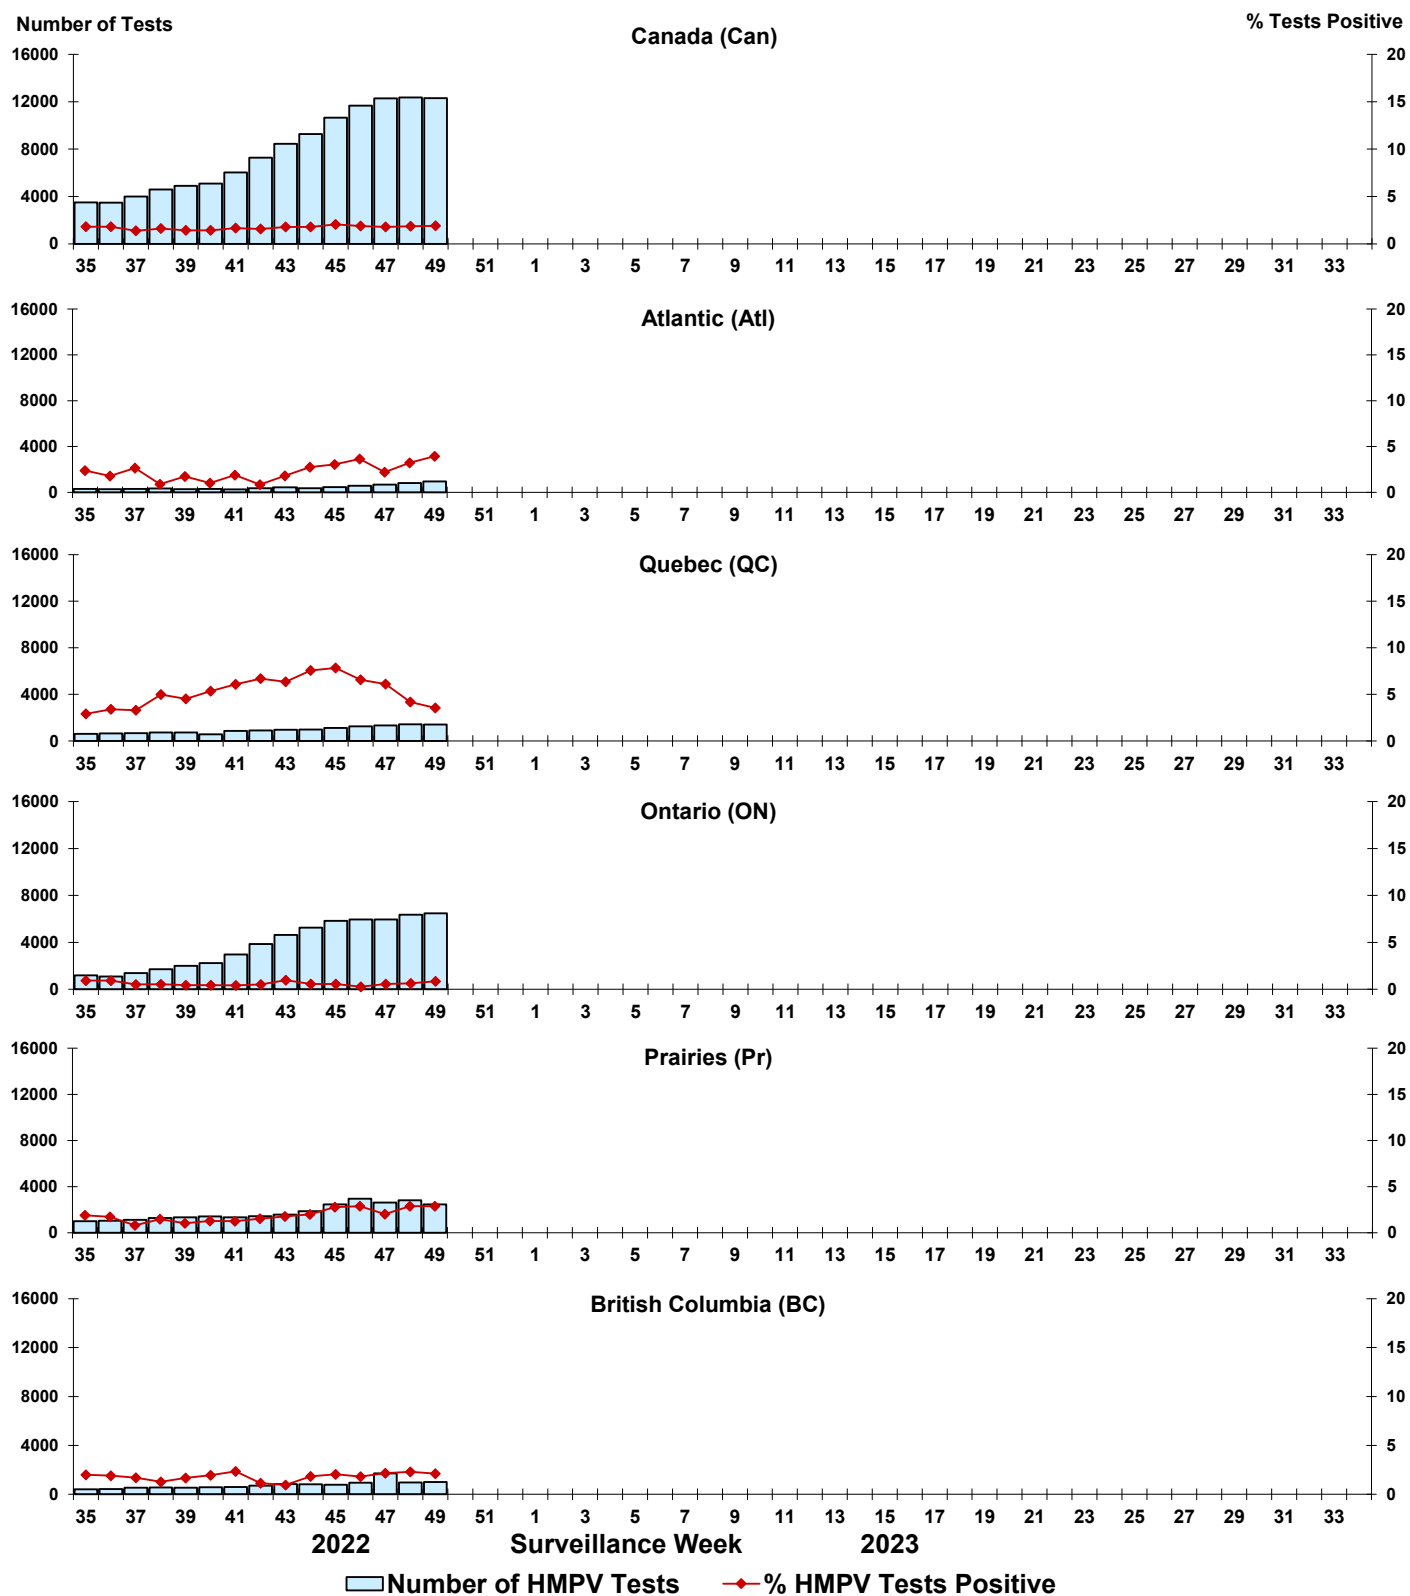 Number of Tests
% Tests Positive
Canada (Can)
16000 20
12000 15
8000 10
4000 5
0 0
35 37 39 41 43 45 47 49 51 1 3 5 7 9 11 13 15 17 19 21 23 25 27 29 31 33
Atlantic (Atl)
16000 20
12000 15
8000 10
4000 5
0 0
35 37 39 41 43 45 47 49 51 1 3 5 7 9 11 13 15 17 19 21 23 25 27 29 31 33
Quebec (QC)
16000 20
12000 15
8000 10
4000 5
0 0
35 37 39 41 43 45 47 49 51 1 3 5 7 9 11 13 15 17 19 21 23 25 27 29 31 33
Ontario (ON)
16000 20
12000 15
8000 10
4000 5
0 0
35 37 39 41 43 45 47 49 51 1 3 5 7 9 11 13 15 17 19 21 23 25 27 29 31 33
Prairies (Pr)
16000 20
12000 15
8000 10
4000 5
0 0
35 37 39 41 43 45 47 49 51 1 3 5 7 9 11 13 15 17 19 21 23 25 27 29 31 33
British Columbia (BC)
16000 20
12000 15
8000 10
4000 5
0 0
35 37 39 41 43 45 47 49 51 1 3 5 7 9 11 13 15 17 19 21 23 25 27 29 31 33
2022 Surveillance Week 2023
Number of HMPV Tests % HMPV Tests Positive